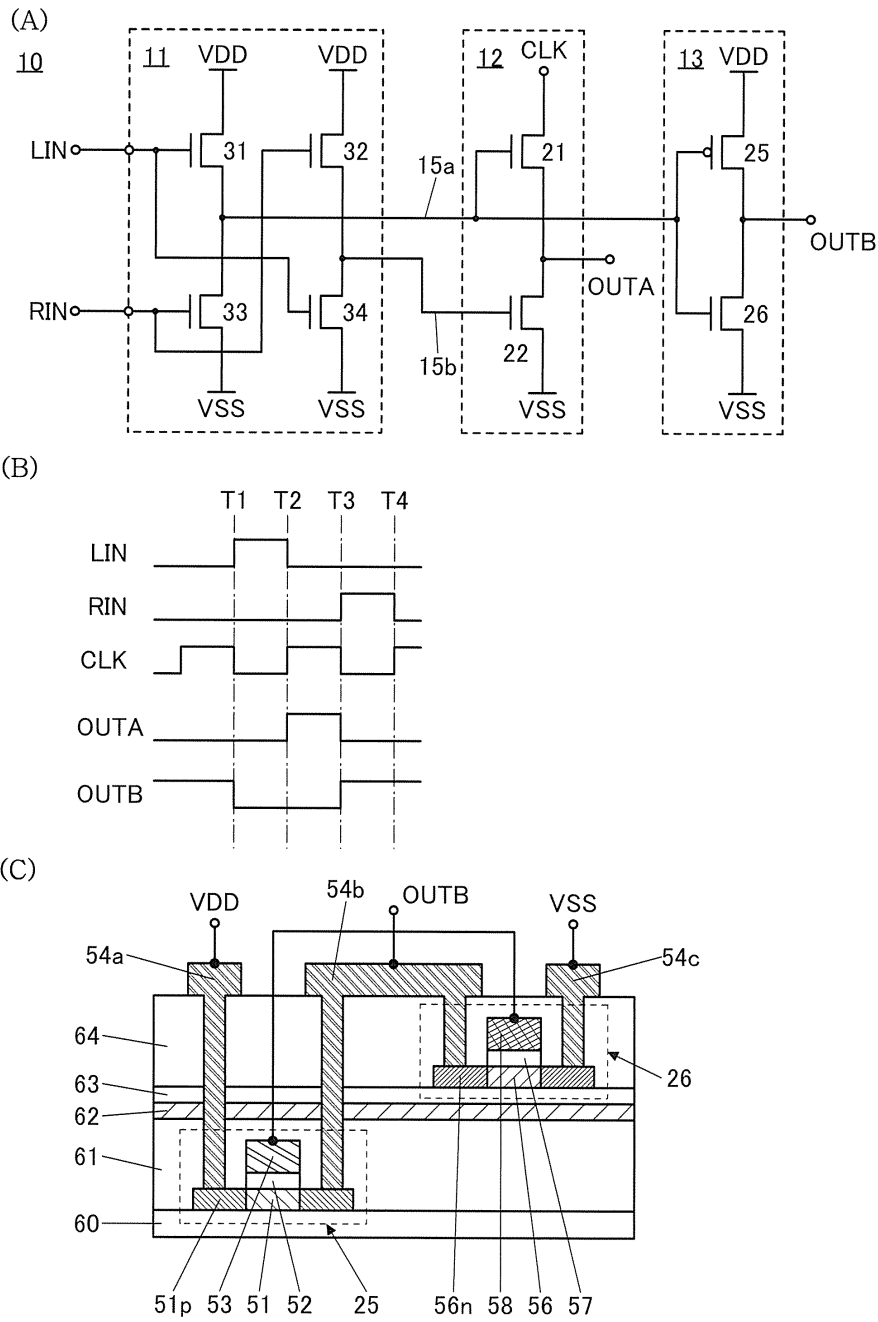 (A)
10
11
VDD
VDD
12
CLK
13
VDD
LIN
31
32
15a
21
25
OUTB
RIN
33
34
OUTA
26
15b
22
VSS
VSS
VSS
VSS
(B)
T1 T2 T3 T4
LIN
RIN
CLK
OUTA
OUTB
(C)
VDD
54b
OUTB
VSS
54a
54c
64
63
62
61
60
26
51p 53 51 52 25 56n 58 56 57